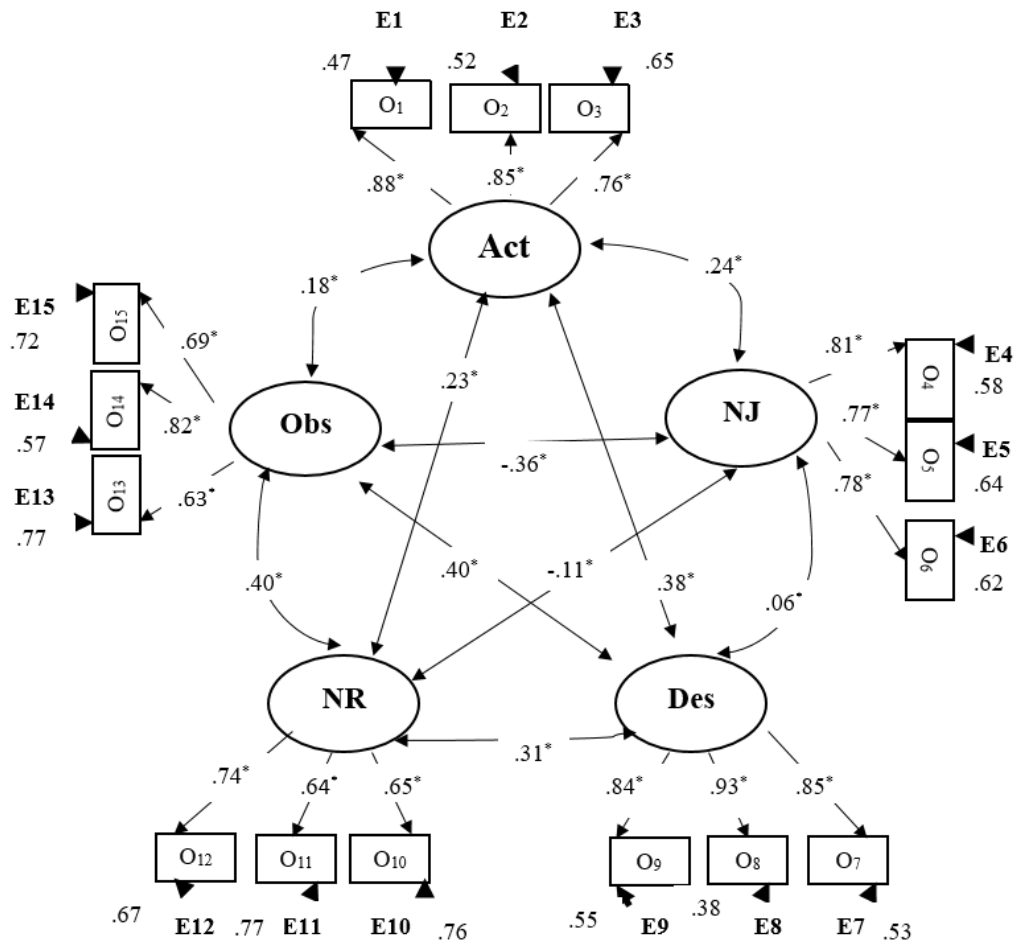 E1 E2 E3
.47 .52 .65
O1 O2 O3
.88* .85* .76*
Act
.18* .24*
E15
.72
O15
.69*
E14
.57
O14
.82*
E13
.77
O13
.63*
Obs
.23*
NJ
.81*
O4
E4
.58
.77*
O5
E5
.64
.78*
O6
E6
.62
-.36*
.40* .40* -.11* .38* .06*
NR Des
.31*
.74* .64* .65* .84* .93* .85*
O12 O11 O10 O9 O8 O7
.67 E12 .77 E11 E10 .76 .55 E9 .38 E8 E7 .53